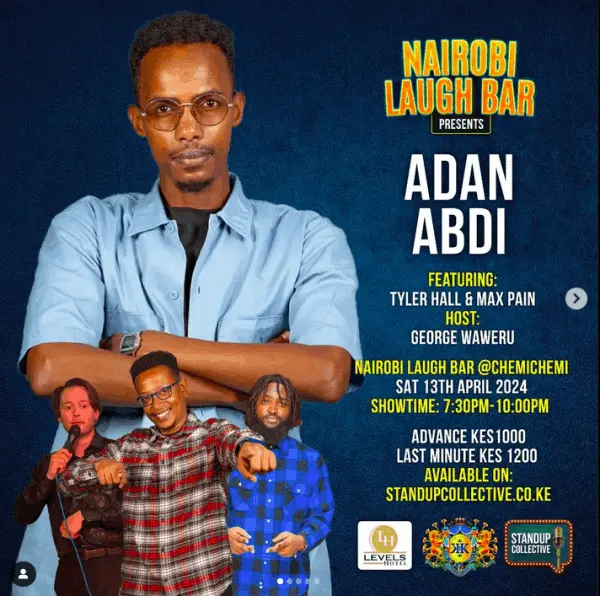 NAIROBI
LAUGH BAR
PRESENTS
ADAN
ABDI
FEATURING:
TYLER HALL & MAX PAIN
HOST:
GEORGE WAWERU
NAIROBI LAUGH BAR @CHEMICHEMI
SAT 13TH APRIL 2024
SHOWTIME: 7:30PM-10:00PM
ADVANCE KES1000
LAST MINUTE KES 1200
AVAILABLE ON:
STANDUPCOLLECTIVE.CO.KE
LH
LEVELS
HOTEL
STANDUP
COLLECTIVE